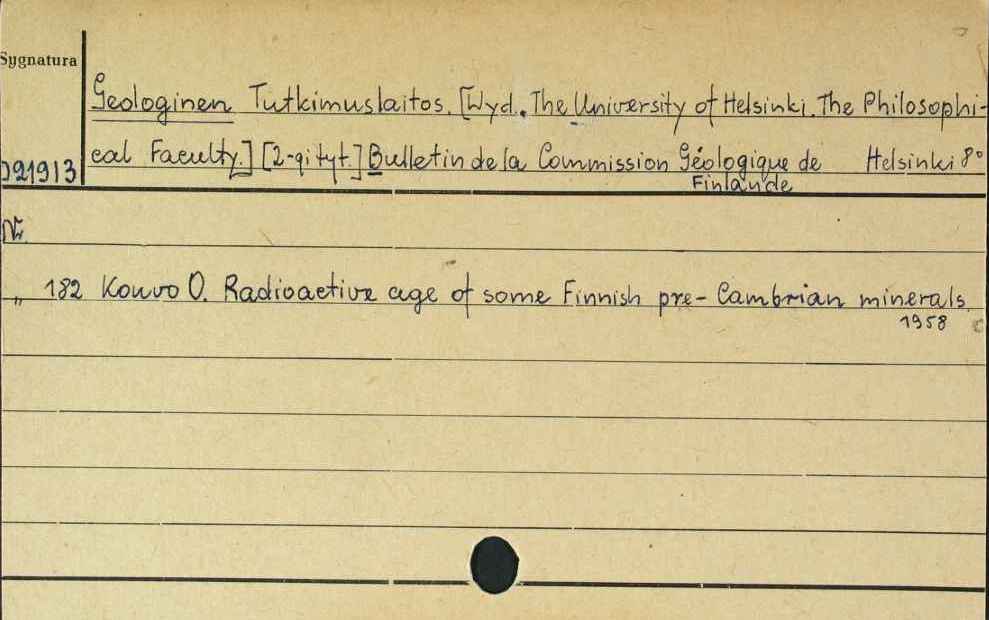 Sygnatura
Geologinen Tutkimuslaitos. [Wyd. The University of Helsinki. The Philosophi-
cal Faculty.] [2-gi tyt.] Bulletin de la Commission Géologique de Helsinki 8°
Finlande
021913
Nr
" 182 Kouvo O. Radioactive age of some Finnish pre-Cambrian minerals.
1958